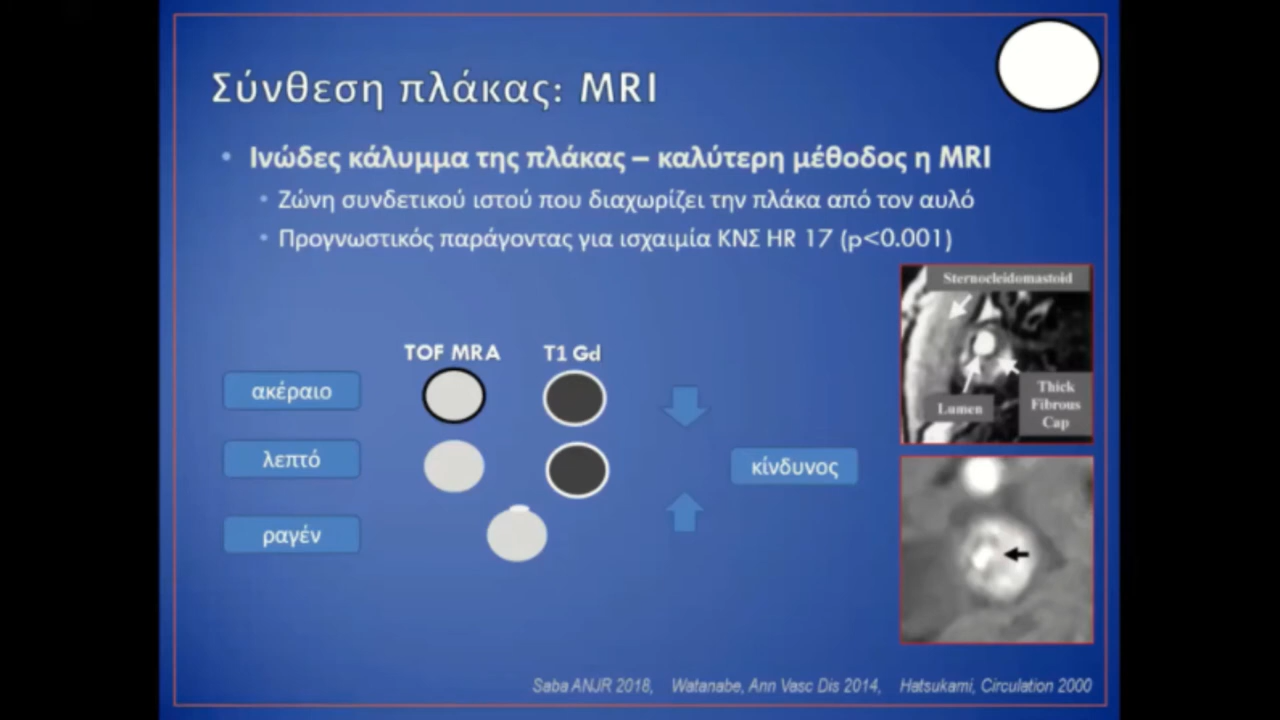 Σύνθεση πλάκας: MRI
• Ινώδες κάλυμμα της πλάκας – καλύτερη μέθοδος η MRI
• Ζώνη συνδετικού ιστού που διαχωρίζει την πλάκα από τον αυλό
• Προγνωστικός παράγοντας για ισχαιμία ΚΝΣ HR 17 (p<0.001)
Sternocleidomastoid
TOF MRA T1 Gd
ακέραιο
Lumen
Thick
Fibrous
Cap
λεπτό
κίνδυνος
ραγέν
Saba ANJR 2018, Watanabe, Ann Vasc Dis 2014, Hatsukami, Circulation 2000